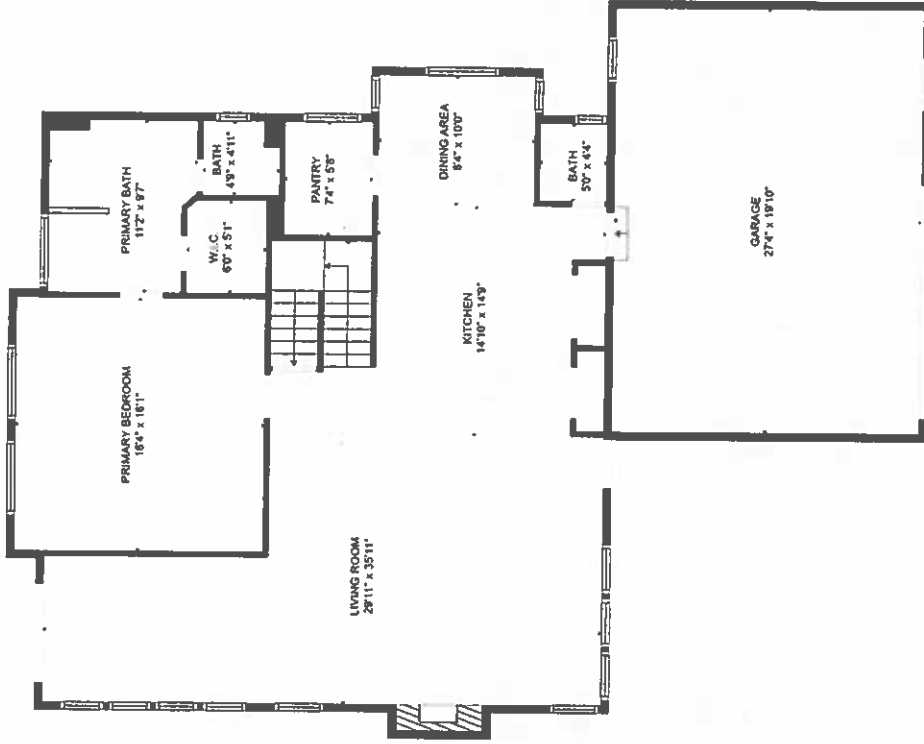 PRIMARY BATH
11'2" x 9'7"
BATH
4'9" x 4'11"
W.I.C.
6'0" x 5'1"
PANTRY
7'4" x 5'8"
DINING AREA
8'4" x 10'0"
BATH
5'0" x 4'4"
GARAGE
27'4" x 19'10"
KITCHEN
14'10" x 14'9"
PRIMARY BEDROOM
16'4" x 16'1"
LIVING ROOM
29'11" x 35'11"